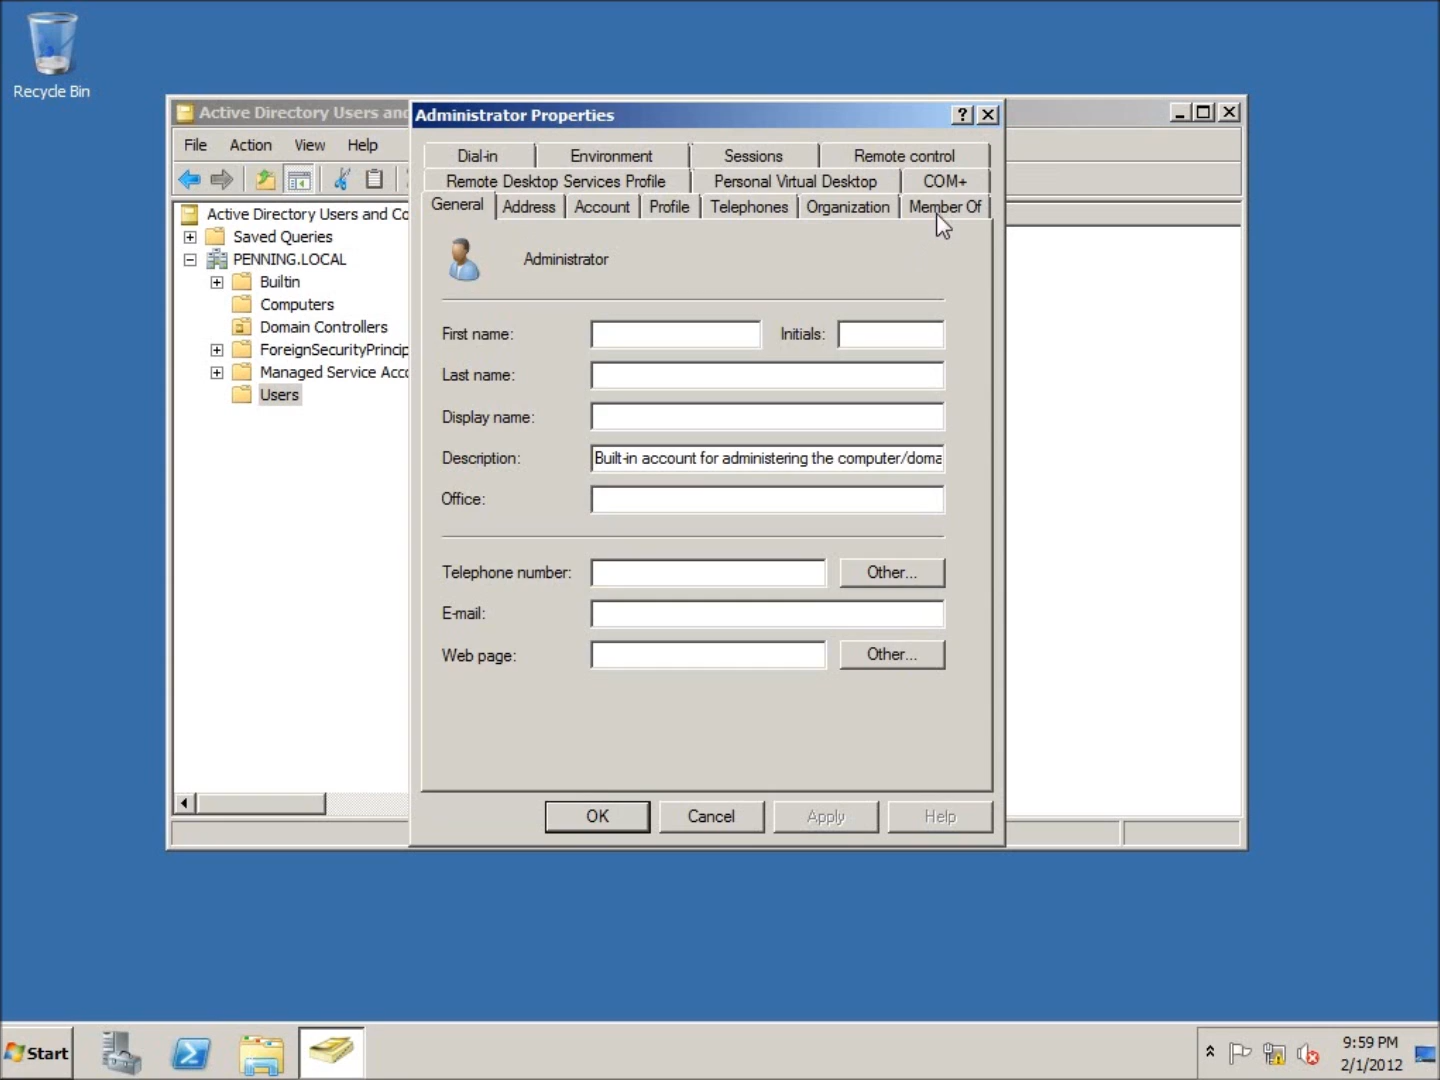 Recycle Bin
Active Directory Users and
Administrator Properties
File Action View Help
Dial-in Environment Sessions Remote control
Remote Desktop Services Profile Personal Virtual Desktop COM+
General Address Account Profile Telephones Organization Member Of
Active Directory Users and Co
Saved Queries
PENNING.LOCAL
Builtin
Computers
Domain Controllers
ForeignSecurityPrincip
Managed Service Acco
Users
Administrator
First name: Initials:
Last name:
Display name:
Description: Built-in account for administering the computer/doma
Office:
Telephone number: Other...
E-mail:
Web page: Other...
OK Cancel Apply Help
Start
9:59 PM
2/1/2012